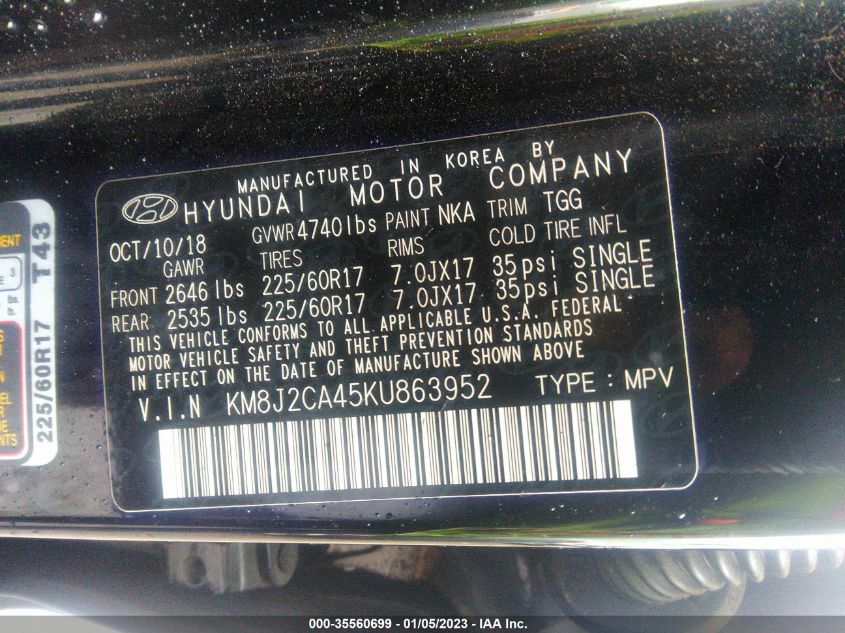 MANUFACTURED IN KOREA BY
HYUNDAI MOTOR COMPANY
OCT/10/18 GVWR 4740 lbs PAINT NKA TRIM TGG
GAWR TIRES RIMS COLD TIRE INFL
FRONT 2646 lbs 225/60R17 7.0JX17 35psi SINGLE
REAR 2535 lbs 225/60R17 7.0JX17 35psi SINGLE
THIS VEHICLE CONFORMS TO ALL APPLICABLE U.S.A. FEDERAL
MOTOR VEHICLE SAFETY AND THEFT PREVENTION STANDARDS
IN EFFECT ON THE DATE OF MANUFACTURE SHOWN ABOVE
V.I.N KM8J2CA45KU863952 TYPE : MPV
225/60R17 T43
3
lbs.
000-35560699 - 01/05/2023 - IAA Inc.